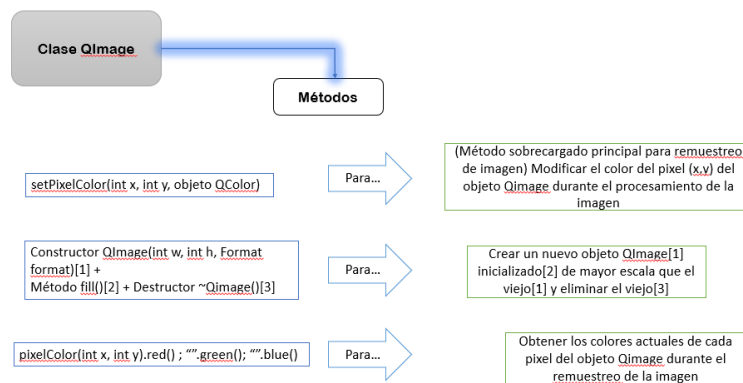 Clase QImage
Métodos
setPixelColor(int x, int y, objeto QColor)
Para...
(Método sobrecargado principal para remuestreo
de imagen) Modificar el color del pixel (x,y) del
objeto Qimage durante el procesamiento de la
imagen
Constructor QImage(int w, int h, Format
format)[1] +
Método fill()[2] + Destructor ~Qimage()[3]
Para...
Crear un nuevo objeto QImage[1]
inicializado[2] de mayor escala que el
viejo[1] y eliminar el viejo[3]
pixelColor(int x, int y).red() ; “”.green(); “”.blue()
Para...
Obtener los colores actuales de cada
pixel del objeto Qimage durante el
remuestreo de la imagen